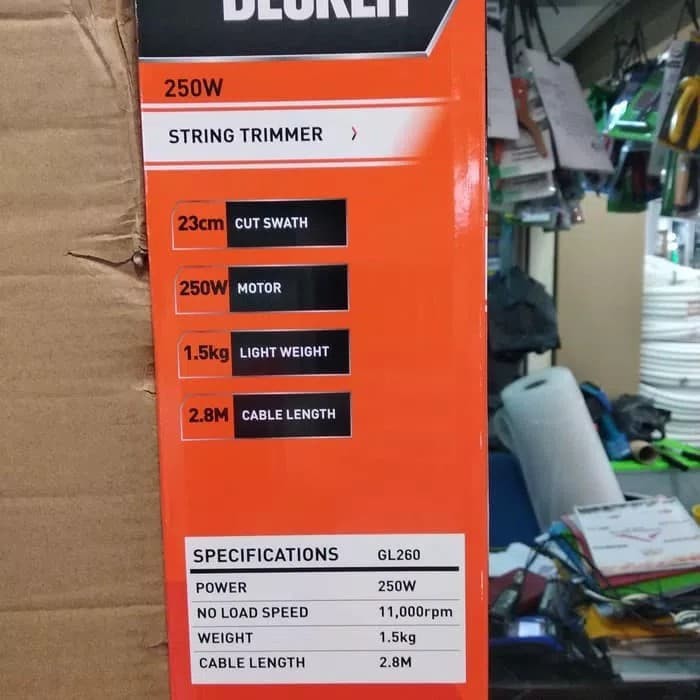 DECKER
250W
STRING TRIMMER
23cm CUT SWATH
250W MOTOR
1.5kg LIGHT WEIGHT
2.8M CABLE LENGTH
SPECIFICATIONS GL260
POWER 250W
NO LOAD SPEED 11,000rpm
WEIGHT 1.5kg
CABLE LENGTH 2.8M